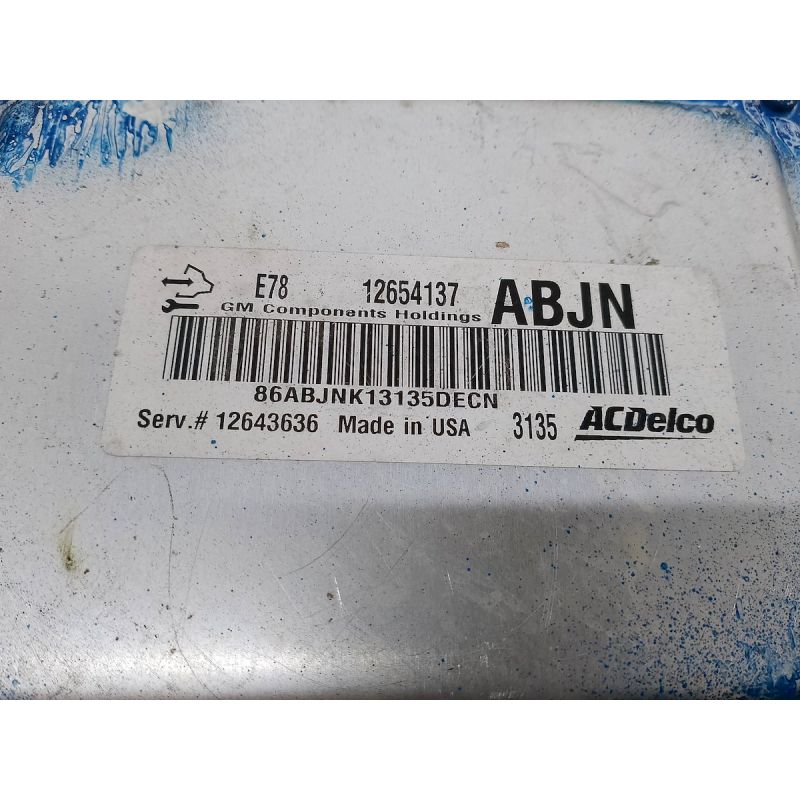 E78 12654137 ABJN
GM Components Holdings
86ABJNK13135DECN
Serv.# 12643636 Made in USA 3135 ACDelco